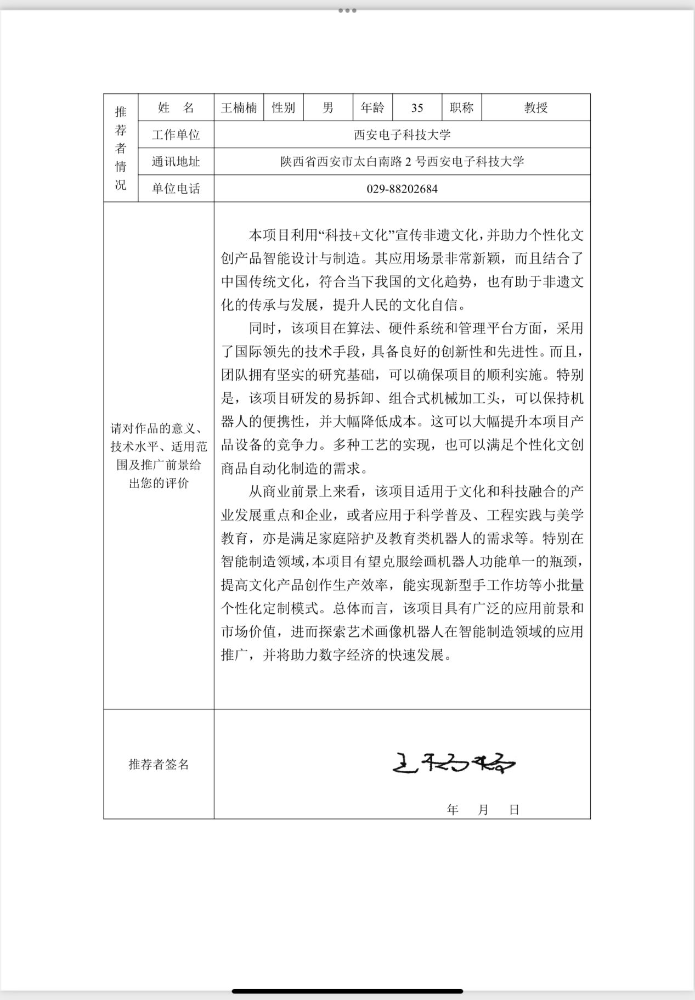 推荐者情况
姓 名 王楠楠 性别 男 年龄 35 职称 教授
工作单位 西安电子科技大学
通讯地址 陕西省西安市太白南路 2 号西安电子科技大学
单位电话 029-88202684
请对作品的意义、
技术水平、适用范
围及推广前景给
出您的评价
本项目利用“科技+文化”宣传非遗文化，并助力个性化文
创产品智能设计与制造。其应用场景非常新颖，而且结合了
中国传统文化，符合当下我国的文化趋势，也有助于非遗文
化的传承与发展，提升人民的文化自信。
同时，该项目在算法、硬件系统和管理平台方面，采用
了国际领先的技术手段，具备良好的创新性和先进性。而且，
团队拥有坚实的研究基础，可以确保项目的顺利实施。特别
是，该项目研发的易拆卸、组合式机械加工头，可以保持机
器人的便携性，并大幅降低成本。这可以大幅提升本项目产
品设备的竞争力。多种工艺的实现，也可以满足个性化文创
商品自动化制造的需求。
从商业前景上来看，该项目适用于文化和科技融合的产
业发展重点和企业，或者应用于科学普及、工程实践与美学
教育，亦是满足家庭陪护及教育类机器人的需求等。特别在
智能制造领域，本项目有望克服绘画机器人功能单一的瓶颈，
提高文化产品创作生产效率，能实现新型手工作坊等小批量
个性化定制模式。总体而言，该项目具有广泛的应用前景和
市场价值，进而探索艺术画像机器人在智能制造领域的应用
推广，并将助力数字经济的快速发展。
推荐者签名
王楠楠
年 月 日